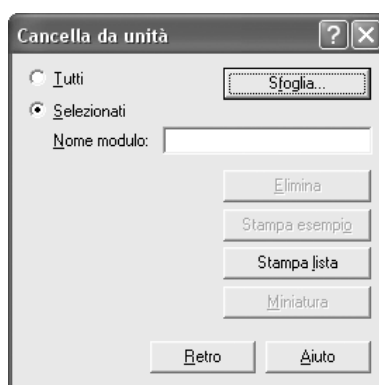 Cancella da unità
Tutti
Sfoglia...
Selezionati
Nome modulo:
Elimina
Stampa esempio
Stampa lista
Miniatura
Retro
Aiuto